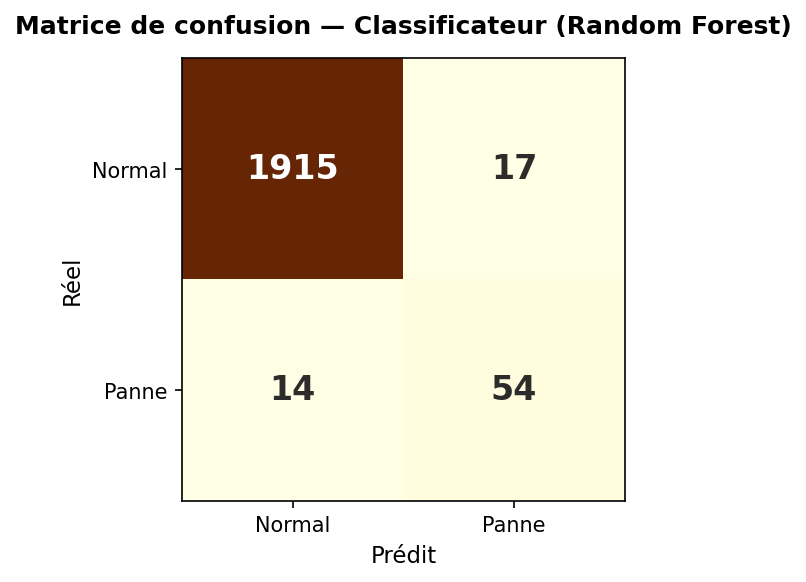 Matrice de confusion — Classificateur (Random Forest)
Normal
1915
17
Réel
Panne
14
54
Normal
Panne
Prédit